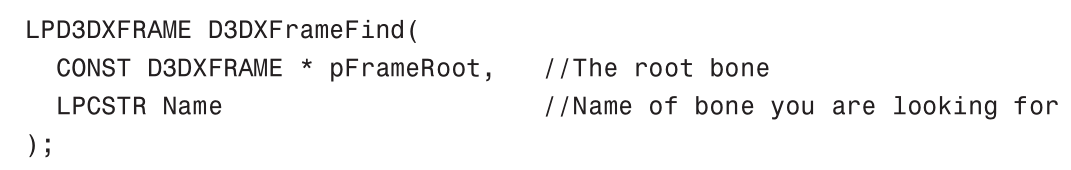 LPD3DXFRAME D3DXFrameFind(
  CONST D3DXFRAME * pFrameRoot,   //The root bone
  LPCSTR Name                     //Name of bone you are looking for
);